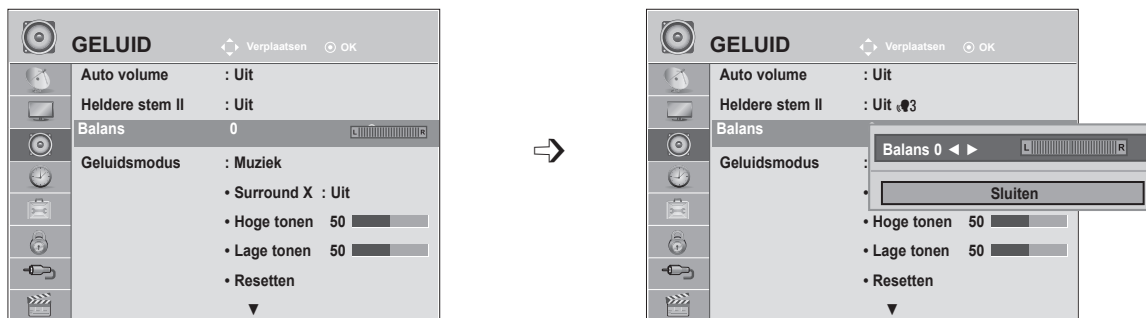 GELUID Verplaatsen OK
Auto volume : Uit
Heldere stem II : Uit
Balans 0 L R
Geluidsmodus : Muziek
• Surround X : Uit
• Hoge tonen 50
• Lage tonen 50
• Resetten
▼
GELUID Verplaatsen OK
Auto volume : Uit
Heldere stem II : Uit 3
Balans
Balans 0 ◄ ► L R
Geluidsmodus :
Sluiten
•
• Hoge tonen 50
• Lage tonen 50
• Resetten
▼